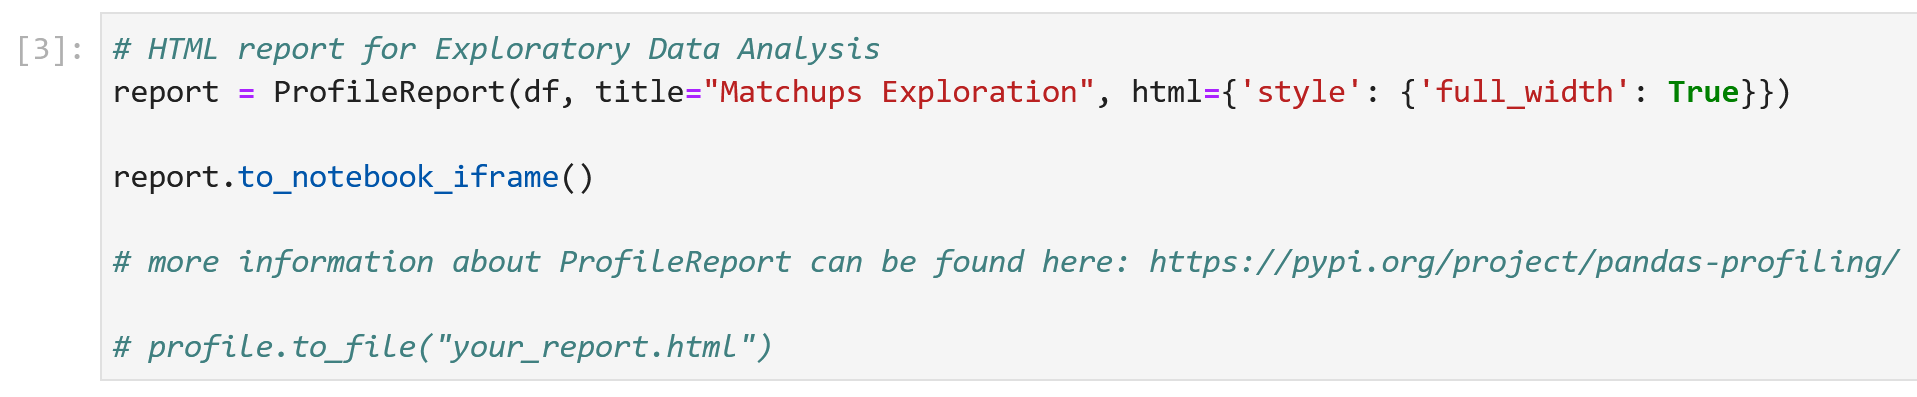 [3]: # HTML report for Exploratory Data Analysis
report = ProfileReport(df, title="Matchups Exploration", html={'style': {'full_width': True}})
report.to_notebook_iframe()
# more information about ProfileReport can be found here: https://pypi.org/project/pandas-profiling/
# profile.to_file("your_report.html")